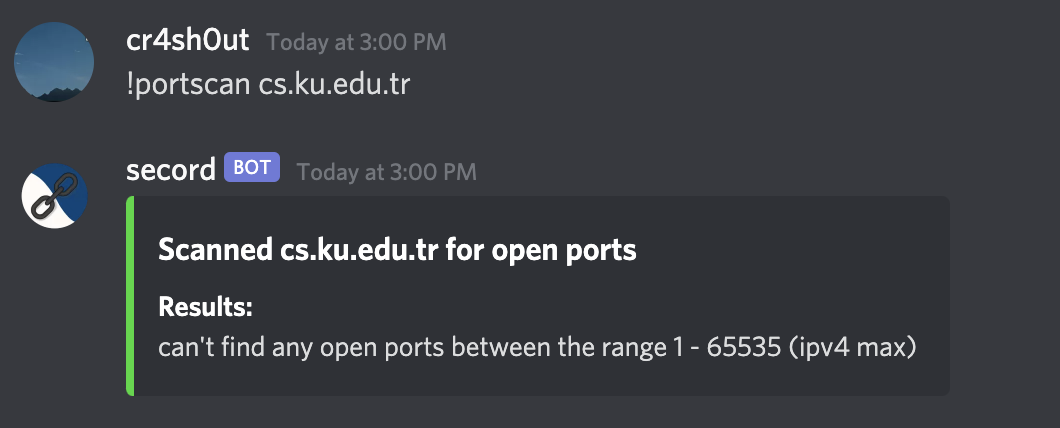 cr4sh0ut Today at 3:00 PM
!portscan cs.ku.edu.tr
secord BOT Today at 3:00 PM
Scanned cs.ku.edu.tr for open ports
Results:
can't find any open ports between the range 1 - 65535 (ipv4 max)